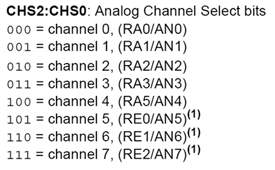 CHS2:CHS0: Analog Channel Select bits
000 = channel 0, (RA0/AN0)
001 = channel 1, (RA1/AN1)
010 = channel 2, (RA2/AN2)
011 = channel 3, (RA3/AN3)
100 = channel 4, (RA5/AN4)
101 = channel 5, (RE0/AN5)(1)
110 = channel 6, (RE1/AN6)(1)
111 = channel 7, (RE2/AN7)(1)